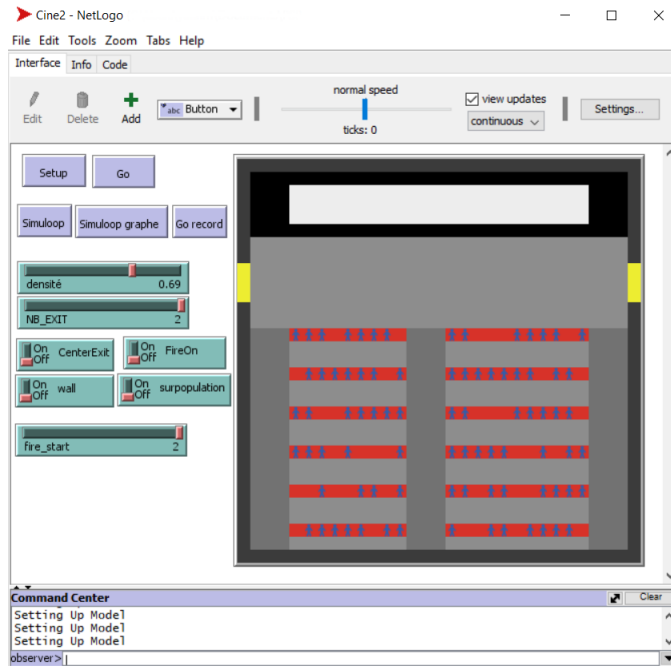 Cine2 - NetLogo
File Edit Tools Zoom Tabs Help
Interface Info Code
normal speed
view updates
Edit Delete Add abc Button continuous Settings...
ticks: 0
Setup Go
Simuloop Simuloop graphe Go record
densité 0.69
NB_EXIT 2
On Off CenterExit On Off FireOn
On Off wall On Off surpopulation
fire_start 2
Command Center Clear
Setting Up Model
Setting Up Model
Setting Up Model
observer>